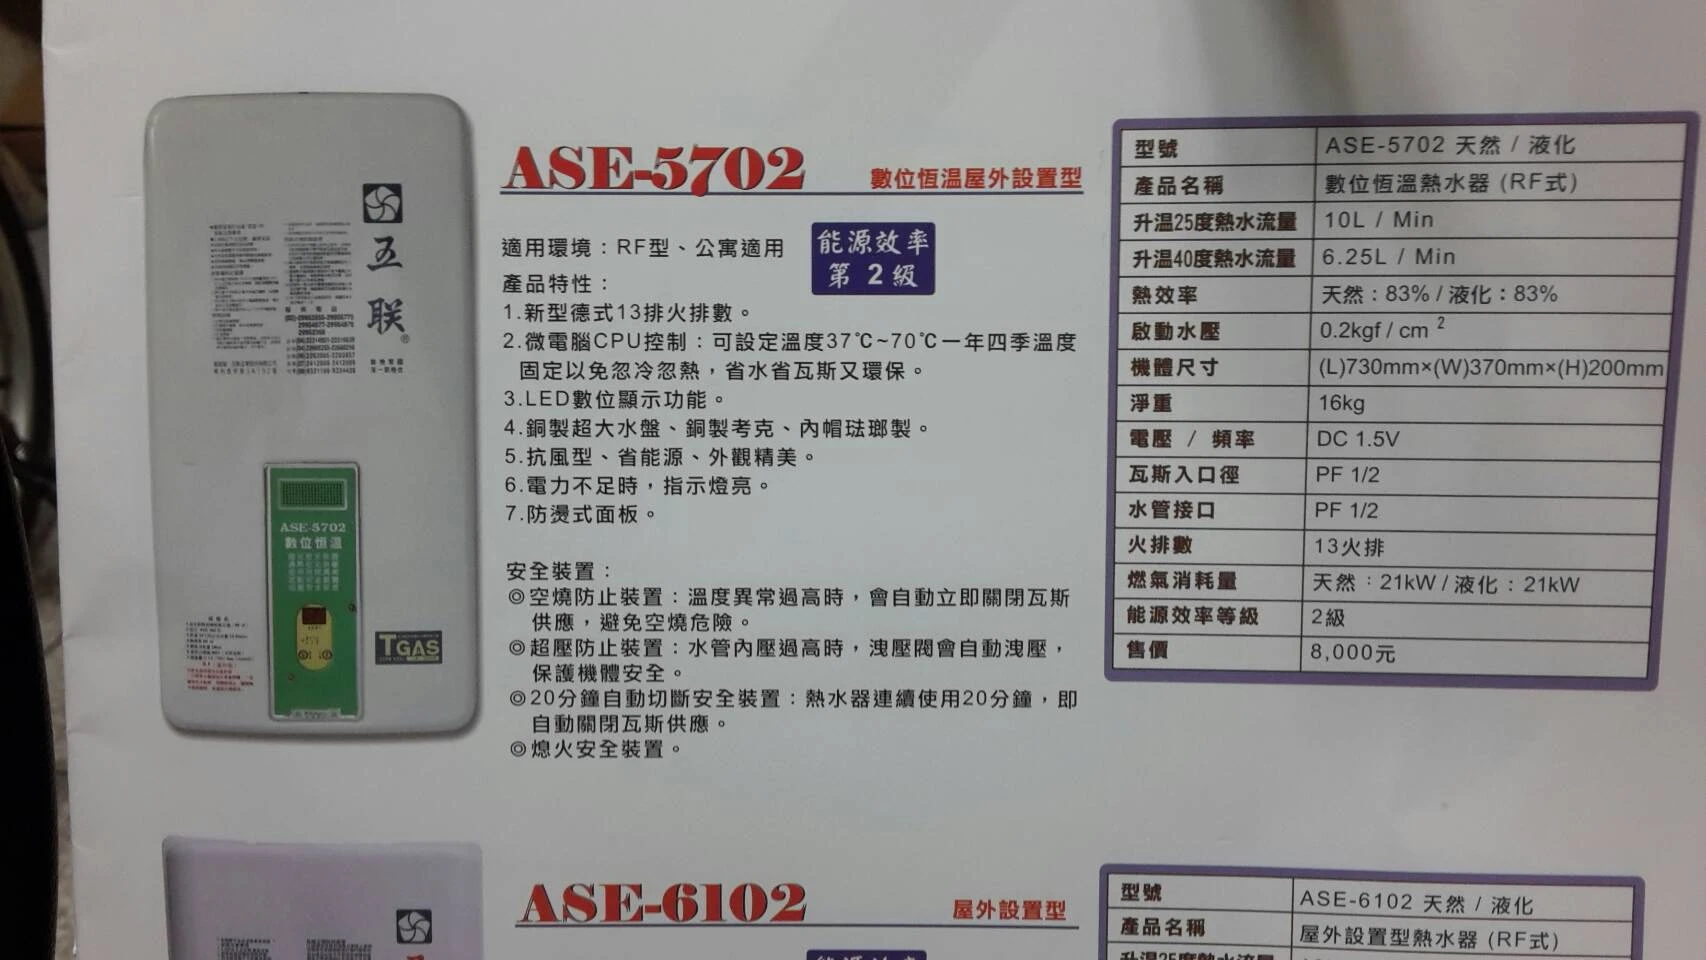 五
联
ASE-5702
數位恆溫
TGAS
ASE-5702 數位恆溫屋外設置型
適用環境：RF型、公寓適用
能源效率
第 2 級
產品特性：
1.新型德式13排火排數。
2.微電腦CPU控制：可設定溫度37℃~70℃一年四季溫度
固定以免忽冷忽熱，省水省瓦斯又環保。
3.LED數位顯示功能。
4.銅製超大水盤、銅製考克、內帽琺瑯製。
5.抗風型、省能源、外觀精美。
6.電力不足時，指示燈亮。
7.防燙式面板。
安全裝置：
◎空燒防止裝置：溫度異常過高時，會自動立即關閉瓦斯
供應，避免空燒危險。
◎超壓防止裝置：水管內壓過高時，洩壓閥會自動洩壓，
保護機體安全。
◎20分鐘自動切斷安全裝置：熱水器連續使用20分鐘，即
自動關閉瓦斯供應。
◎熄火安全裝置。
型號 ASE-5702 天然 / 液化
產品名稱 數位恆溫熱水器 (RF式)
升溫25度熱水流量 10L / Min
升溫40度熱水流量 6.25L / Min
熱效率 天然：83% / 液化：83%
啟動水壓 0.2kgf / cm 2
機體尺寸 (L)730mm×(W)370mm×(H)200mm
淨重 16kg
電壓 / 頻率 DC 1.5V
瓦斯入口徑 PF 1/2
水管接口 PF 1/2
火排數 13火排
燃氣消耗量 天然：21kW / 液化：21kW
能源效率等級 2級
售價 8,000元
ASE-6102 屋外設置型
型號 ASE-6102 天然 / 液化
產品名稱 屋外設置型熱水器 (RF式)
升溫25度熱水流量